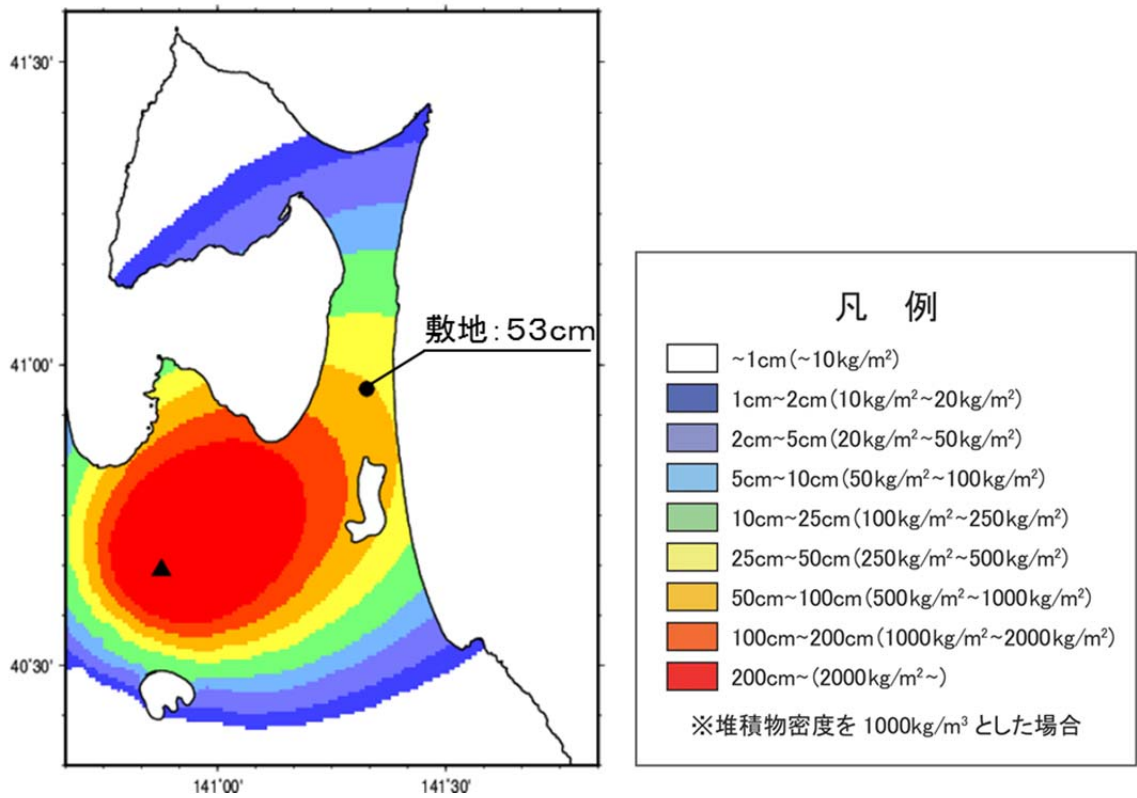 41°30'
41°00'
40°30'
141°00'
141°30'
敷地:53cm
凡 例
~1cm(~10kg/m²)
1cm~2cm(10kg/m²~20kg/m²)
2cm~5cm(20kg/m²~50kg/m²)
5cm~10cm(50kg/m²~100kg/m²)
10cm~25cm(100kg/m²~250kg/m²)
25cm~50cm(250kg/m²~500kg/m²)
50cm~100cm(500kg/m²~1000kg/m²)
100cm~200cm(1000kg/m²~2000kg/m²)
200cm~(2000kg/m²~)
※堆積物密度を 1000kg/m³ とした場合